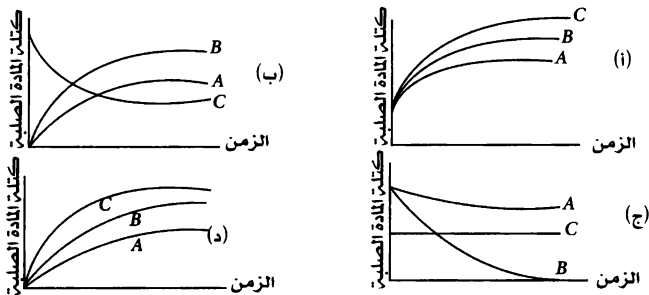 (أ)
كتلة المادة الصلبة
C
B
A
الزمن
(ب)
كتلة المادة الصلبة
B
A
C
الزمن
(ج)
كتلة المادة الصلبة
A
C
B
الزمن
(د)
كتلة المادة الصلبة
C
B
A
الزمن